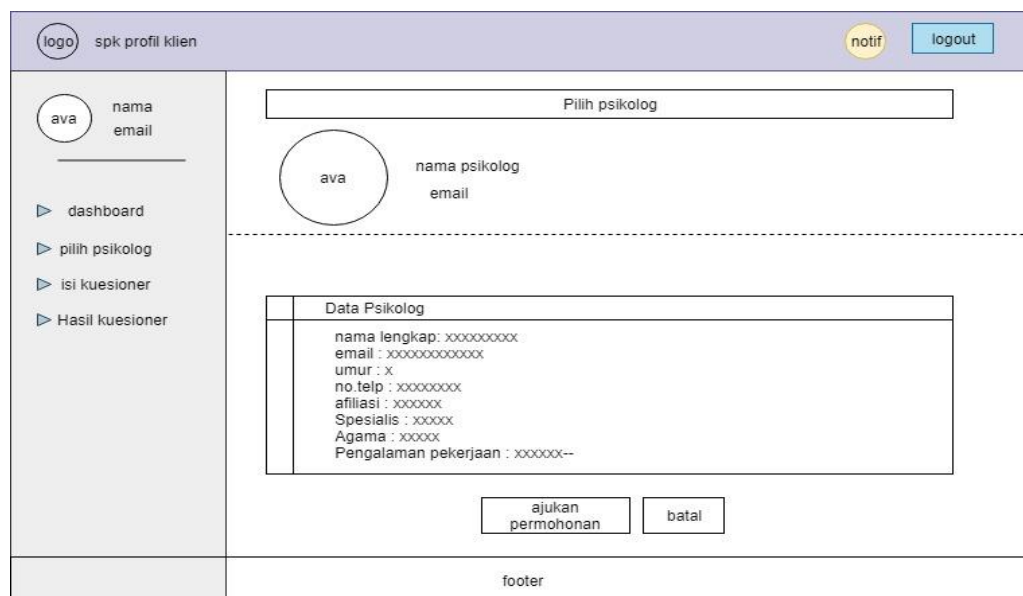 logo
spk profil klien
notif
logout
ava
nama
email
dashboard
pilih psikolog
isi kuesioner
Hasil kuesioner
Pilih psikolog
ava
nama psikolog
email
Data Psikolog
nama lengkap: xxxxxxxxx
email : xxxxxxxxxxxx
umur : x
no.telp : xxxxxxxx
afiliasi : xxxxxx
Spesialis : xxxxx
Agama : xxxxx
Pengalaman pekerjaan : xxxxxx--
ajukan
permohonan
batal
footer